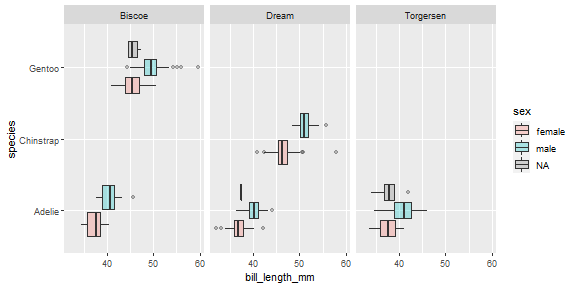 Biscoe Dream Torgersen
Gentoo
Chinstrap
Adelie
species
40 50 60 40 50 60 40 50 60
bill_length_mm
sex
female
male
NA